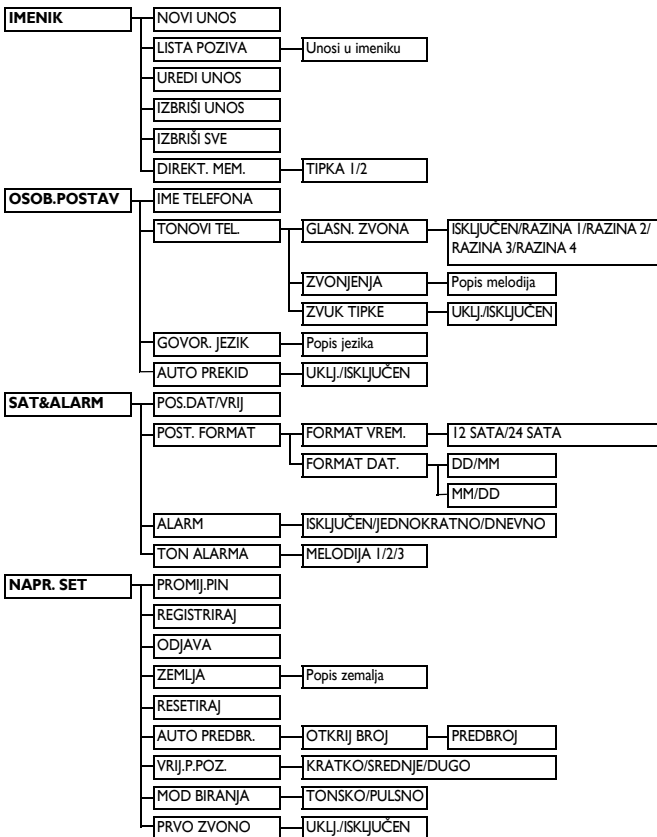 IMENIK
NOVI UNOS
LISTA POZIVA
Unosi u imeniku
UREDI UNOS
IZBRIŠI UNOS
IZBRIŠI SVE
DIREKT. MEM.
TIPKA 1/2
OSOB.POSTAV
IME TELEFONA
TONOVI TEL.
GLASN. ZVONA
ISKLJUČEN/RAZINA 1/RAZINA 2/
RAZINA 3/RAZINA 4
ZVONJENJA
Popis melodija
ZVUK TIPKE
UKLJ./ISKLJUČEN
GOVOR. JEZIK
Popis jezika
AUTO PREKID
UKLJ./ISKLJUČEN
SAT&ALARM
POS.DAT/VRIJ
POST. FORMAT
FORMAT VREM.
12 SATA/24 SATA
FORMAT DAT.
DD/MM
MM/DD
ALARM
ISKLJUČEN/JEDNOKRATNO/DNEVNO
TON ALARMA
MELODIJA 1/2/3
NAPR. SET
PROMIJ.PIN
REGISTRIRAJ
ODJAVA
ZEMLJA
Popis zemalja
RESETIRAJ
AUTO PREDBR.
OTKRIJ BROJ
PREDBROJ
VRIJ.P.POZ.
KRATKO/SREDNJE/DUGO
MOD BIRANJA
TONSKO/PULSNO
PRVO ZVONO
UKLJ./ISKLJUČEN